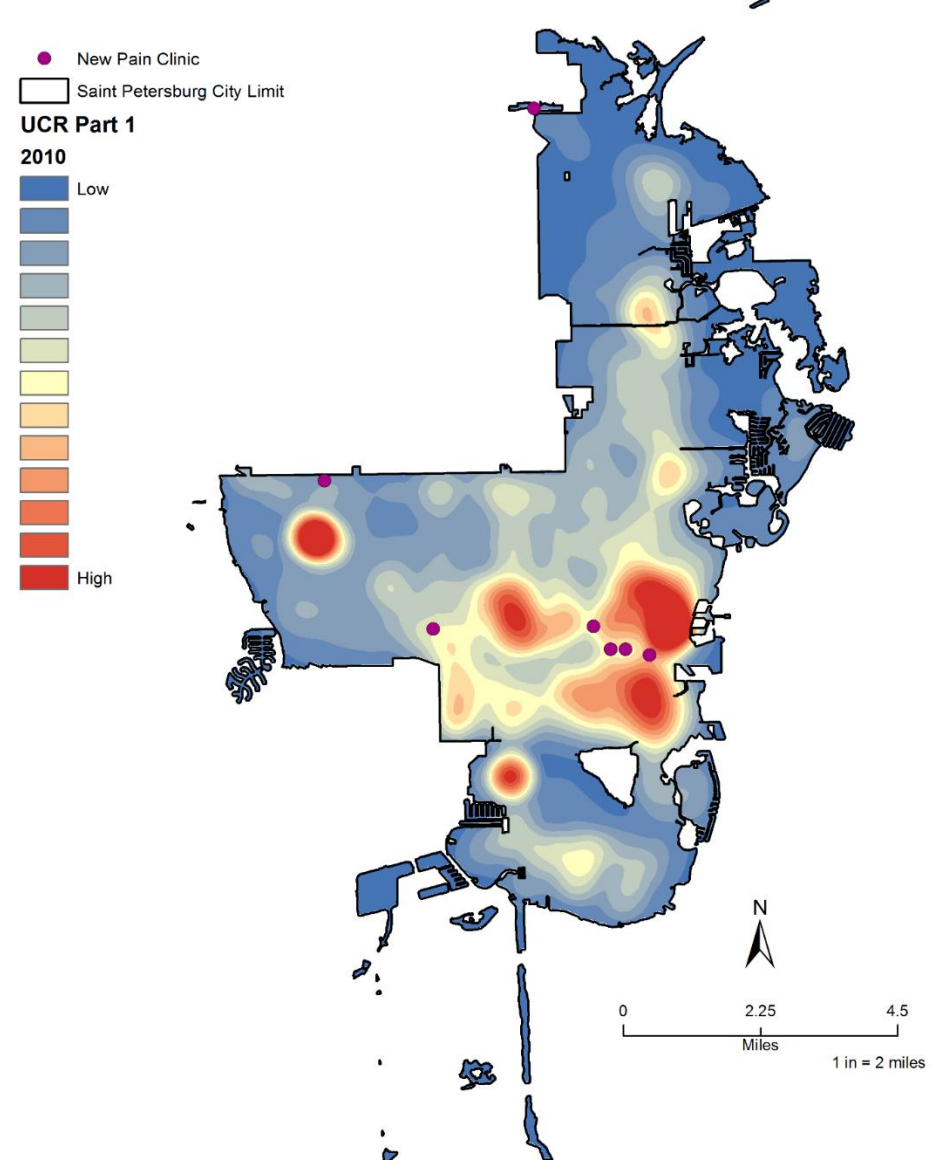 New Pain Clinic
Saint Petersburg City Limit
UCR Part 1
2010
Low
High
N
0 2.25 4.5
Miles
1 in = 2 miles